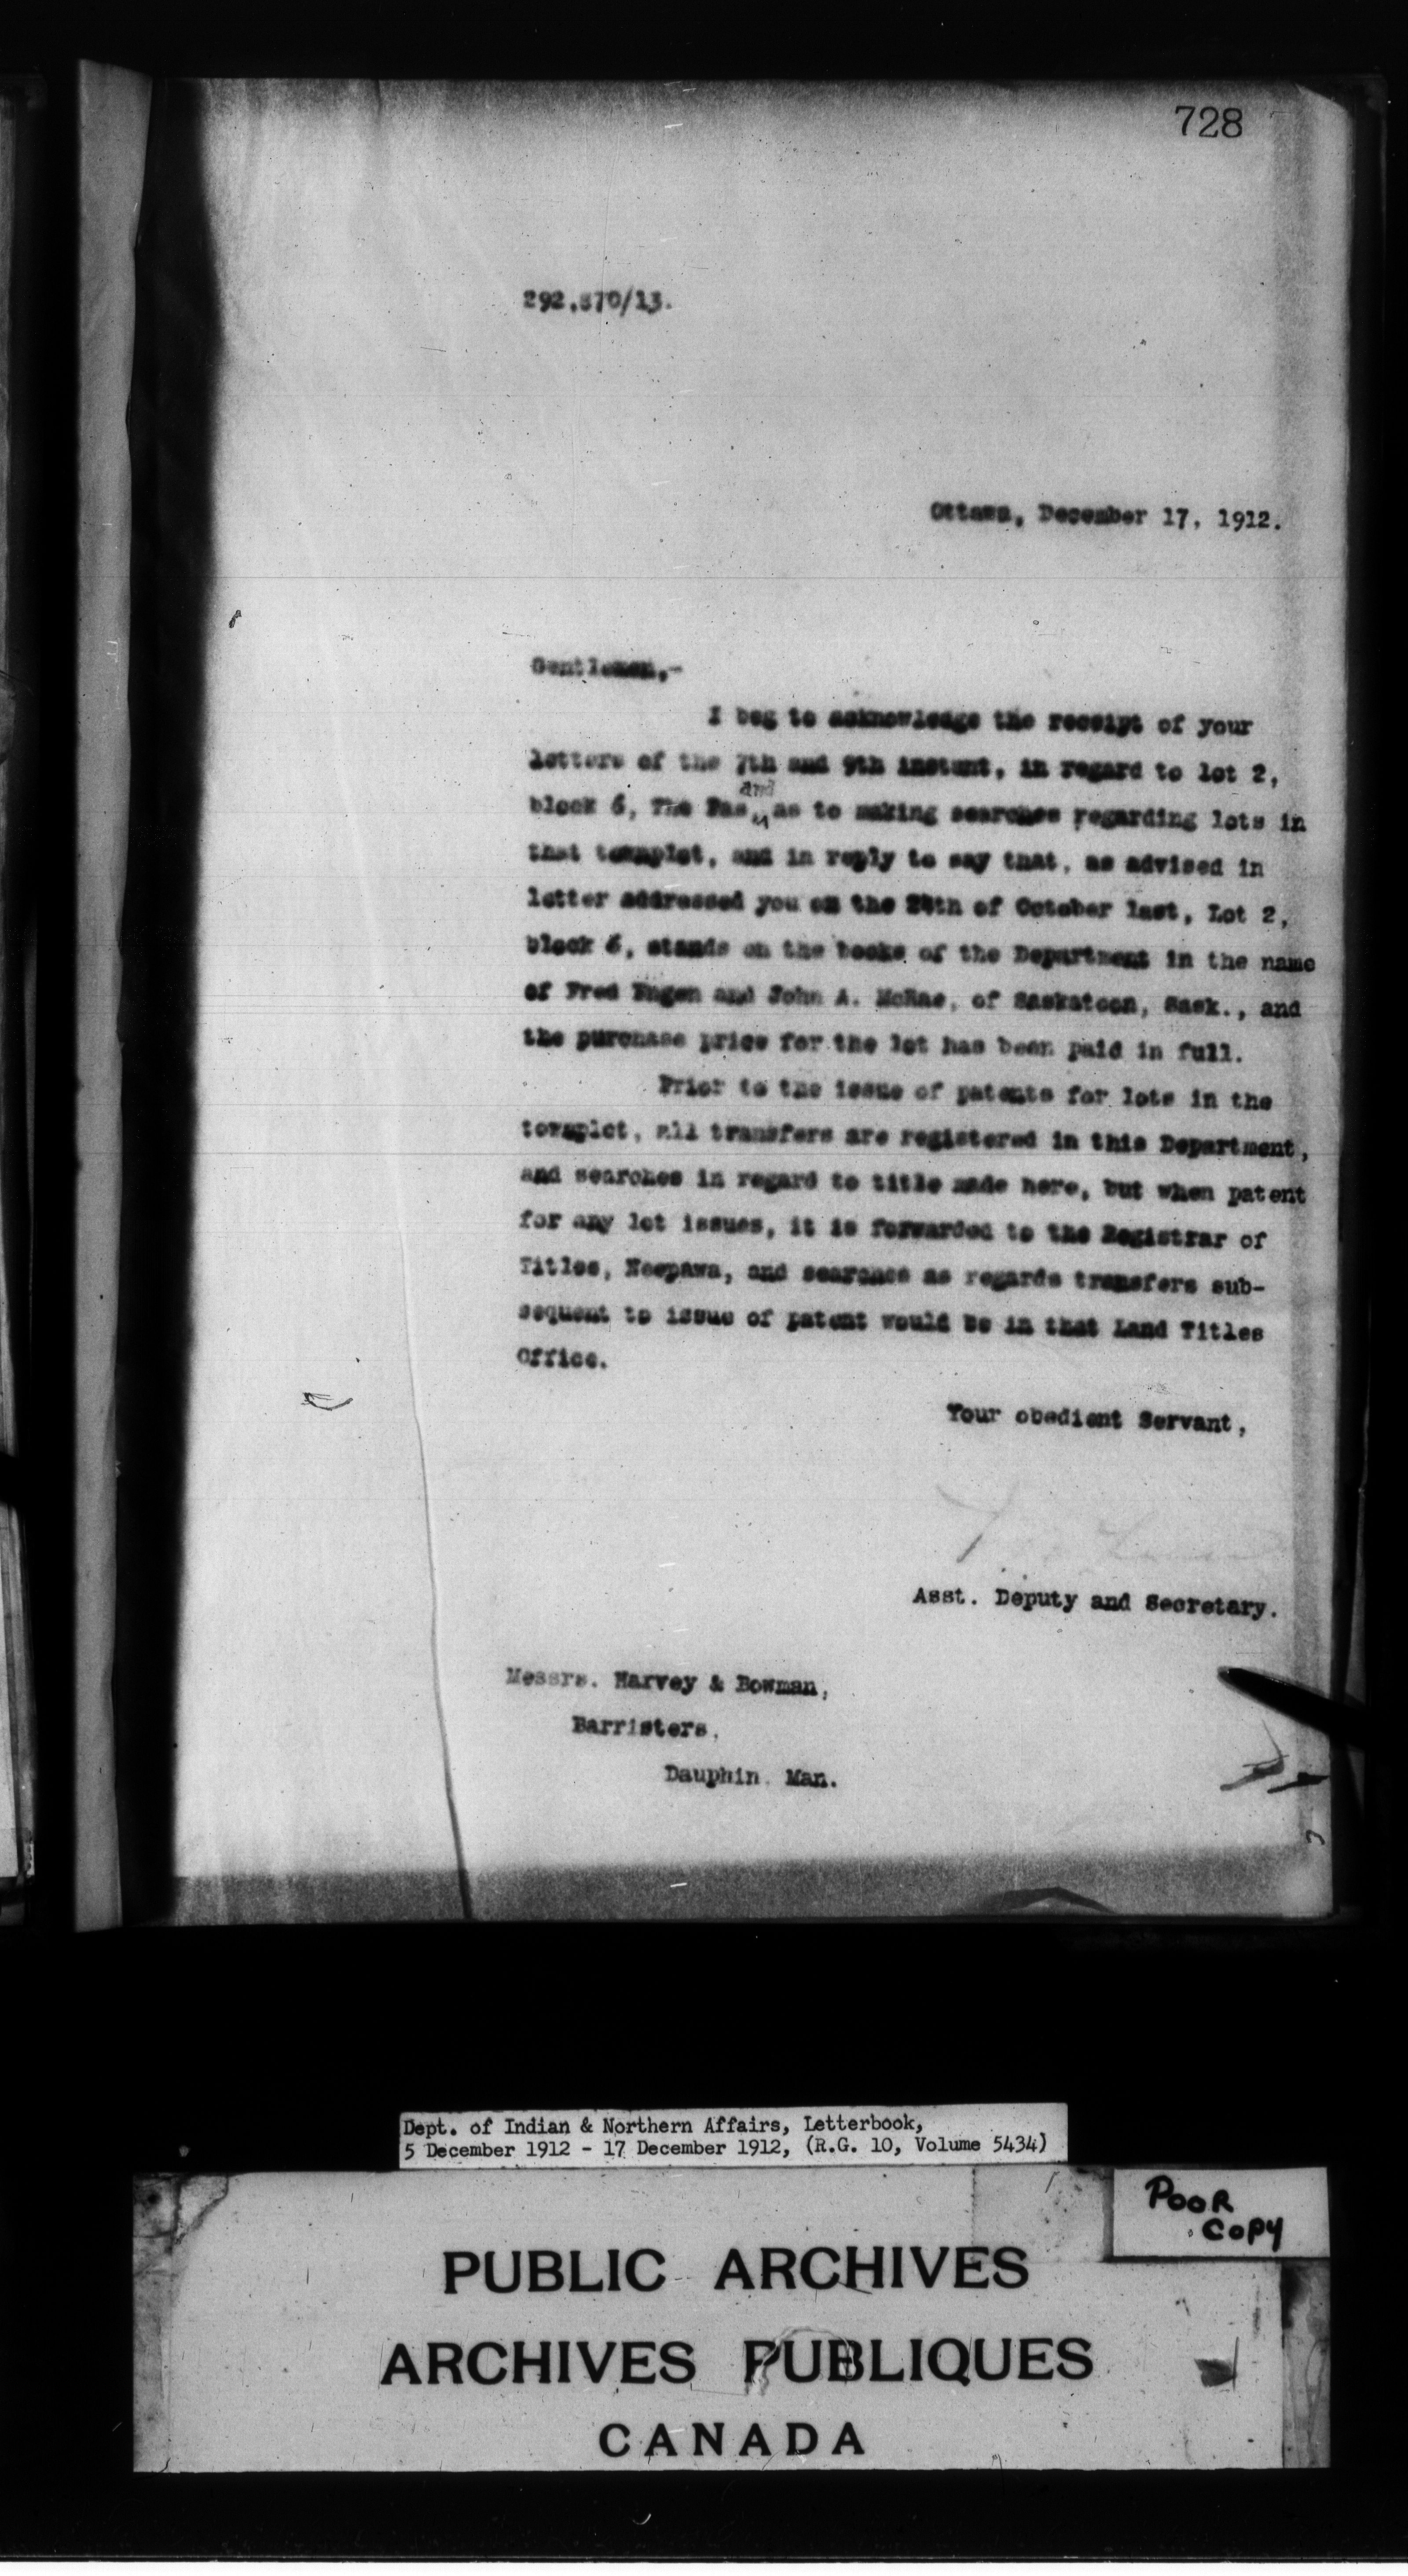 728
292,870/13.
Ottawa, December 17, 1912.
Gentlemen,-
I beg to acknowledge the receipt of your
letters of the 7th and 9th instant, in regard to lot 2,
and
block 6, The Pas, as to making searches regarding lots in
that townplot, and in reply to say that, as advised in
letter addressed you on the 24th of October last, Lot 2,
block 6, stands on the books of the Department in the name
of Fred Engen and John A. McRae, of Saskatoon, Sask., and
the purchase price for the lot has been paid in full.
Prior to the issue of patents for lots in the
townplot, all transfers are registered in this Department,
and searches in regard to title made here, but when patent
for any lot issues, it is forwarded to the Registrar of
Titles, Neepawa, and searches as regards transfers sub-
sequent to issue of patent would be in that Land Titles
Office.
Your obedient Servant,
Asst. Deputy and Secretary.
Messrs. Harvey & Bowman,
Barristers,
Dauphin, Man.
Dept. of Indian & Northern Affairs, Letterbook,
5 December 1912 - 17 December 1912, (R.G. 10, Volume 5434)
POOR
COPY
PUBLIC ARCHIVES
ARCHIVES PUBLIQUES
CANADA